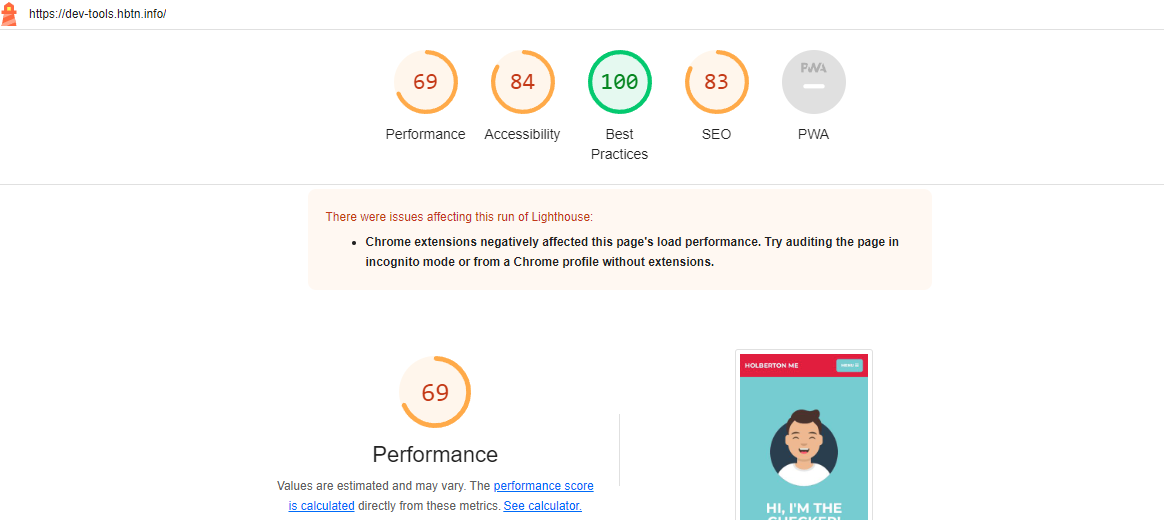 https://dev-tools.hbtn.info/
69
84
100
83
PWA
Performance
Accessibility
Best
Practices
SEO
PWA
There were issues affecting this run of Lighthouse:
• Chrome extensions negatively affected this page's load performance. Try auditing the page in
incognito mode or from a Chrome profile without extensions.
69
Performance
Values are estimated and may vary. The performance score
is calculated directly from these metrics. See calculator.
HOLBERTON ME
HI, I'M THE
CHECKER!